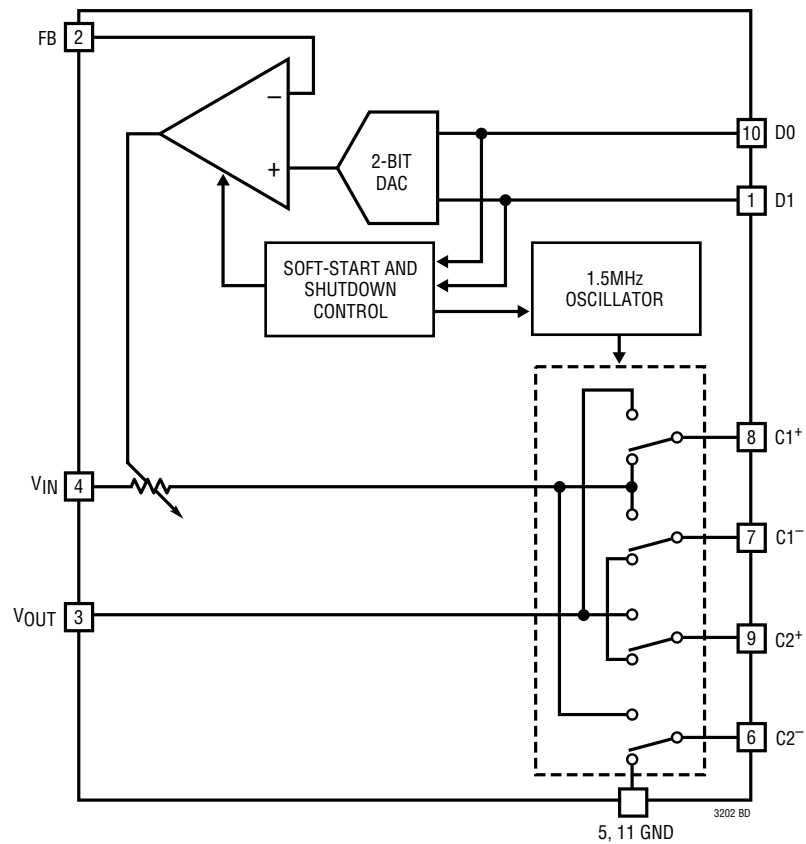 FB 2
−
+
2-BIT
DAC
10 D0
1 D1
SOFT-START AND
SHUTDOWN
CONTROL
1.5MHz
OSCILLATOR
8 C1+
VIN 4
7 C1−
VOUT 3
9 C2+
6 C2−
3202 BD
5, 11 GND